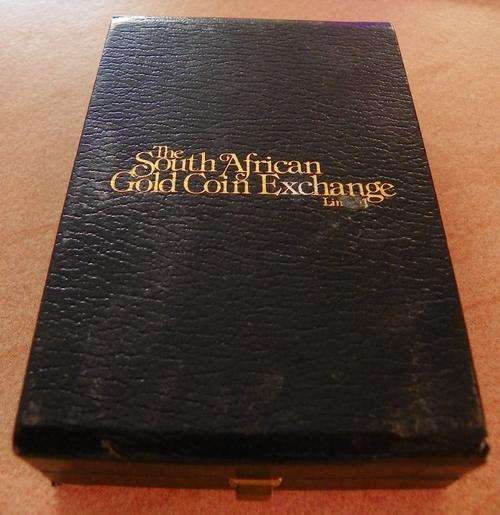 The
South African
Gold Coin Exchange